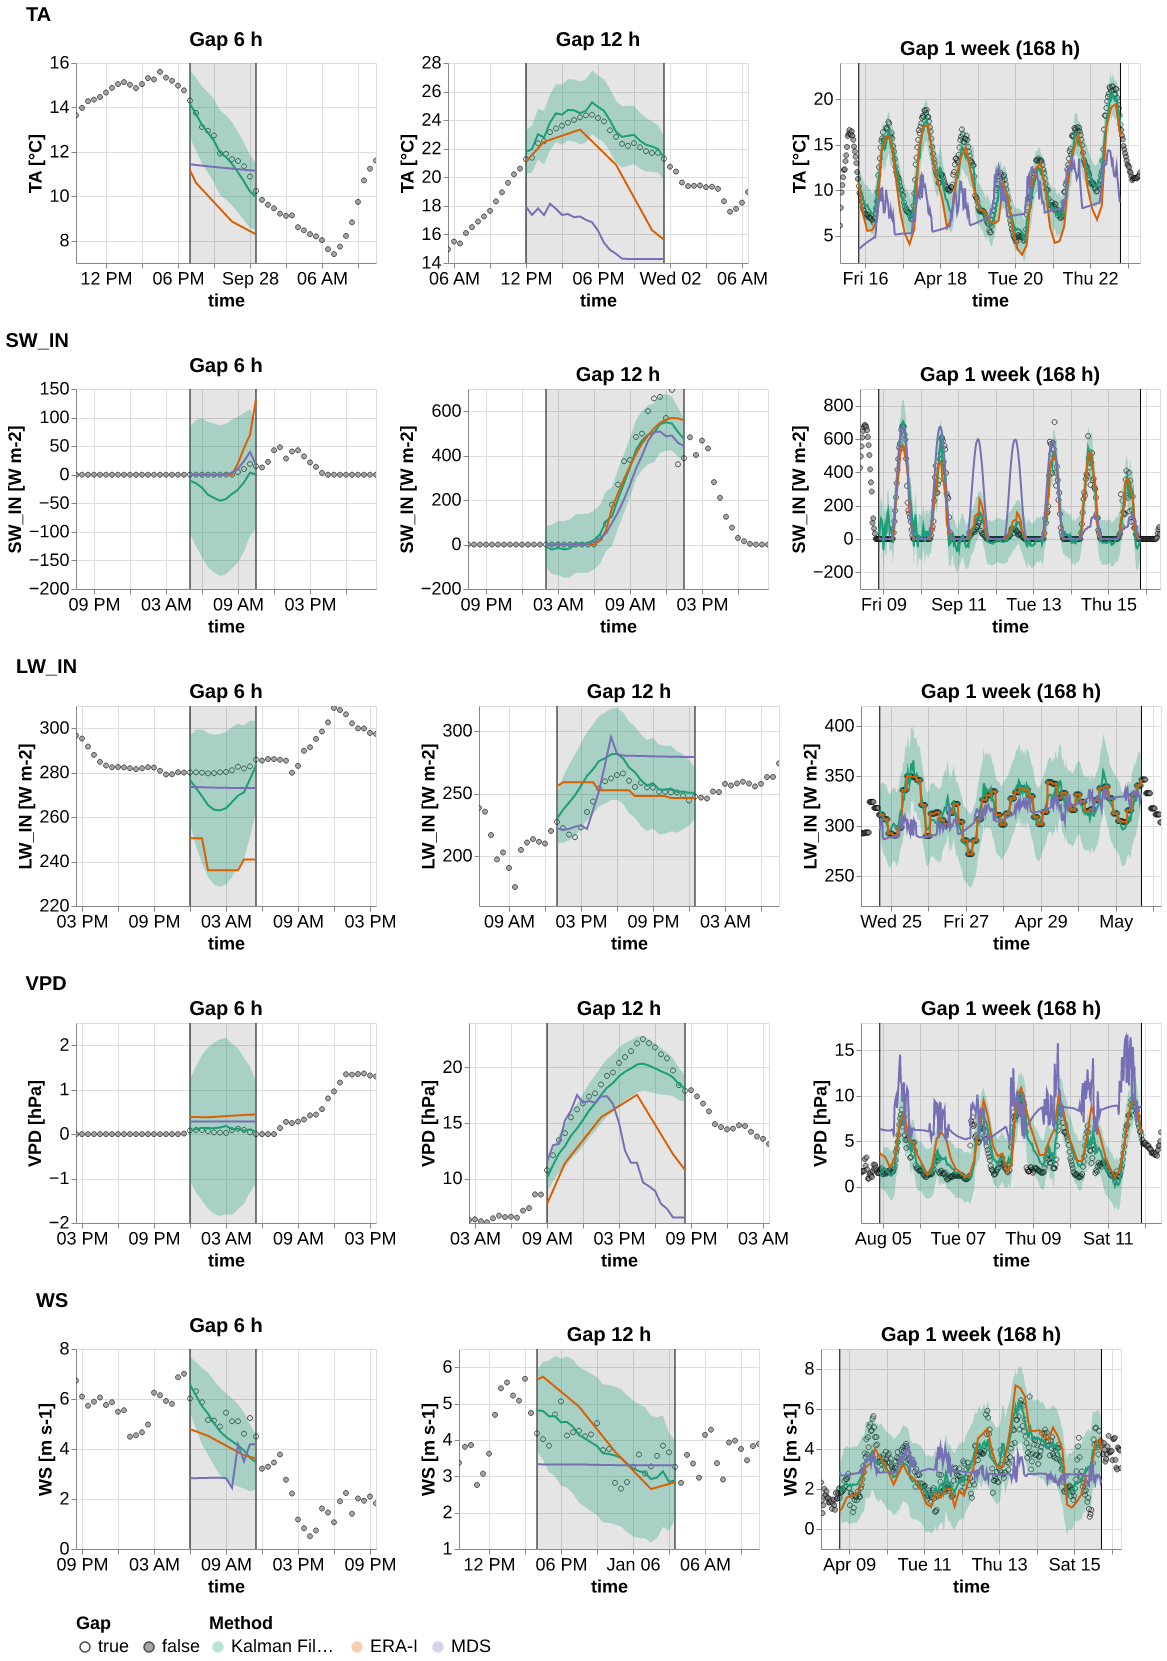 TA
Gap 6 h
Gap 12 h
Gap 1 week (168 h)
16
14
12
10
8
TA [°C]
12 PM 06 PM Sep 28 06 AM
time
28
26
24
22
20
18
16
14
TA [°C]
06 AM 12 PM 06 PM Wed 02 06 AM
time
20
15
10
5
TA [°C]
Fri 16 Apr 18 Tue 20 Thu 22
time
SW_IN
Gap 6 h
Gap 12 h
Gap 1 week (168 h)
150
100
50
0
−50
−100
−150
−200
SW_IN [W m-2]
09 PM 03 AM 09 AM 03 PM
time
600
400
200
0
−200
SW_IN [W m-2]
09 PM 03 AM 09 AM 03 PM
time
800
600
400
200
0
−200
SW_IN [W m-2]
Fri 09 Sep 11 Tue 13 Thu 15
time
LW_IN
Gap 6 h
Gap 12 h
Gap 1 week (168 h)
300
280
260
240
220
LW_IN [W m-2]
03 PM 09 PM 03 AM 09 AM 03 PM
time
300
250
200
LW_IN [W m-2]
09 AM 03 PM 09 PM 03 AM
time
400
350
300
250
LW_IN [W m-2]
Wed 25 Fri 27 Apr 29 May
time
VPD
Gap 6 h
Gap 12 h
Gap 1 week (168 h)
2
1
0
−1
−2
VPD [hPa]
03 PM 09 PM 03 AM 09 AM 03 PM
time
20
15
10
VPD [hPa]
03 AM 09 AM 03 PM 09 PM 03 AM
time
15
10
5
0
VPD [hPa]
Aug 05 Tue 07 Thu 09 Sat 11
time
WS
Gap 6 h
Gap 12 h
Gap 1 week (168 h)
8
6
4
2
0
WS [m s-1]
09 PM 03 AM 09 AM 03 PM 09 PM
time
6
5
4
3
2
1
WS [m s-1]
12 PM 06 PM Jan 06 06 AM
time
8
6
4
2
0
WS [m s-1]
Apr 09 Tue 11 Thu 13 Sat 15
time
Gap Method
true false Kalman Fil… ERA-I MDS